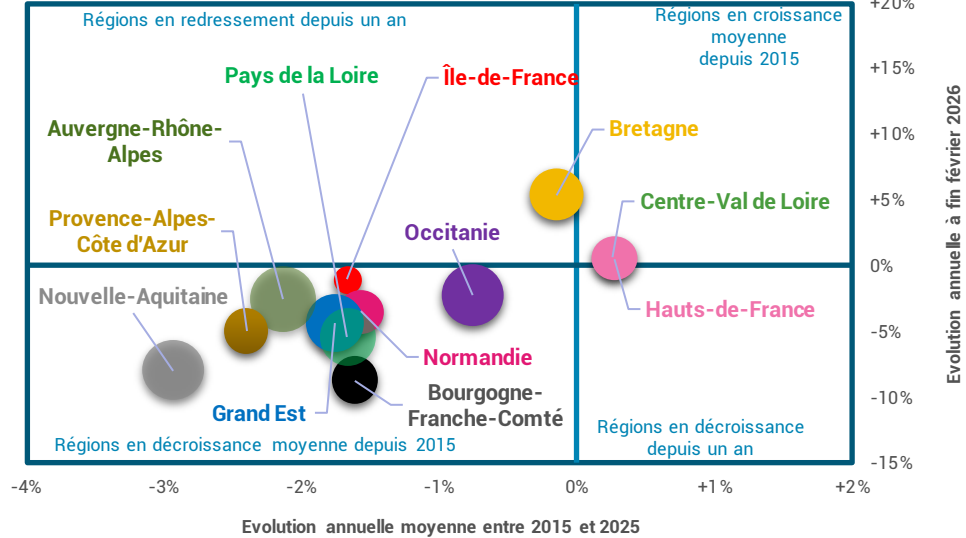 Régions en redressement depuis un an
Régions en croissance
moyenne
depuis 2015
Pays de la Loire
Île-de-France
Auvergne-Rhône-
Alpes
Bretagne
Provence-Alpes-
Côte d'Azur
Centre-Val de Loire
Occitanie
Nouvelle-Aquitaine
Hauts-de-France
Normandie
Bourgogne-
Franche-Comté
Grand Est
Régions en décroissance moyenne depuis 2015
Régions en décroissance
depuis un an
+20%
+15%
+10%
+5%
0%
-5%
-10%
-15%
Evolution annuelle à fin février 2026
-4%
-3%
-2%
-1%
0%
+1%
+2%
Evolution annuelle moyenne entre 2015 et 2025